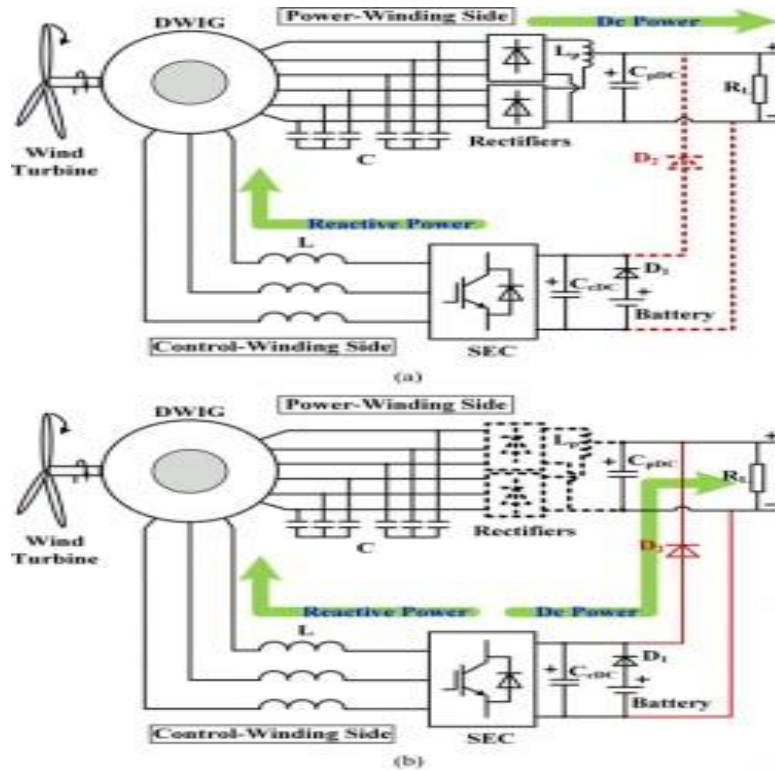 Power-Winding Side
Dc Power
DWIG
Lp
+
+ CpDC
RL
−
Wind
Turbine
C
Rectifiers
D2
Reactive Power
L
+ CcDC
D1
+
Battery
Control-Winding Side
SEC
(a)
Power-Winding Side
DWIG
Lp
+
+ CpDC
RL
−
Wind
Turbine
C
Rectifiers
D2
Reactive Power
Dc Power
L
+ CcDC
D1
+
Battery
Control-Winding Side
SEC
(b)